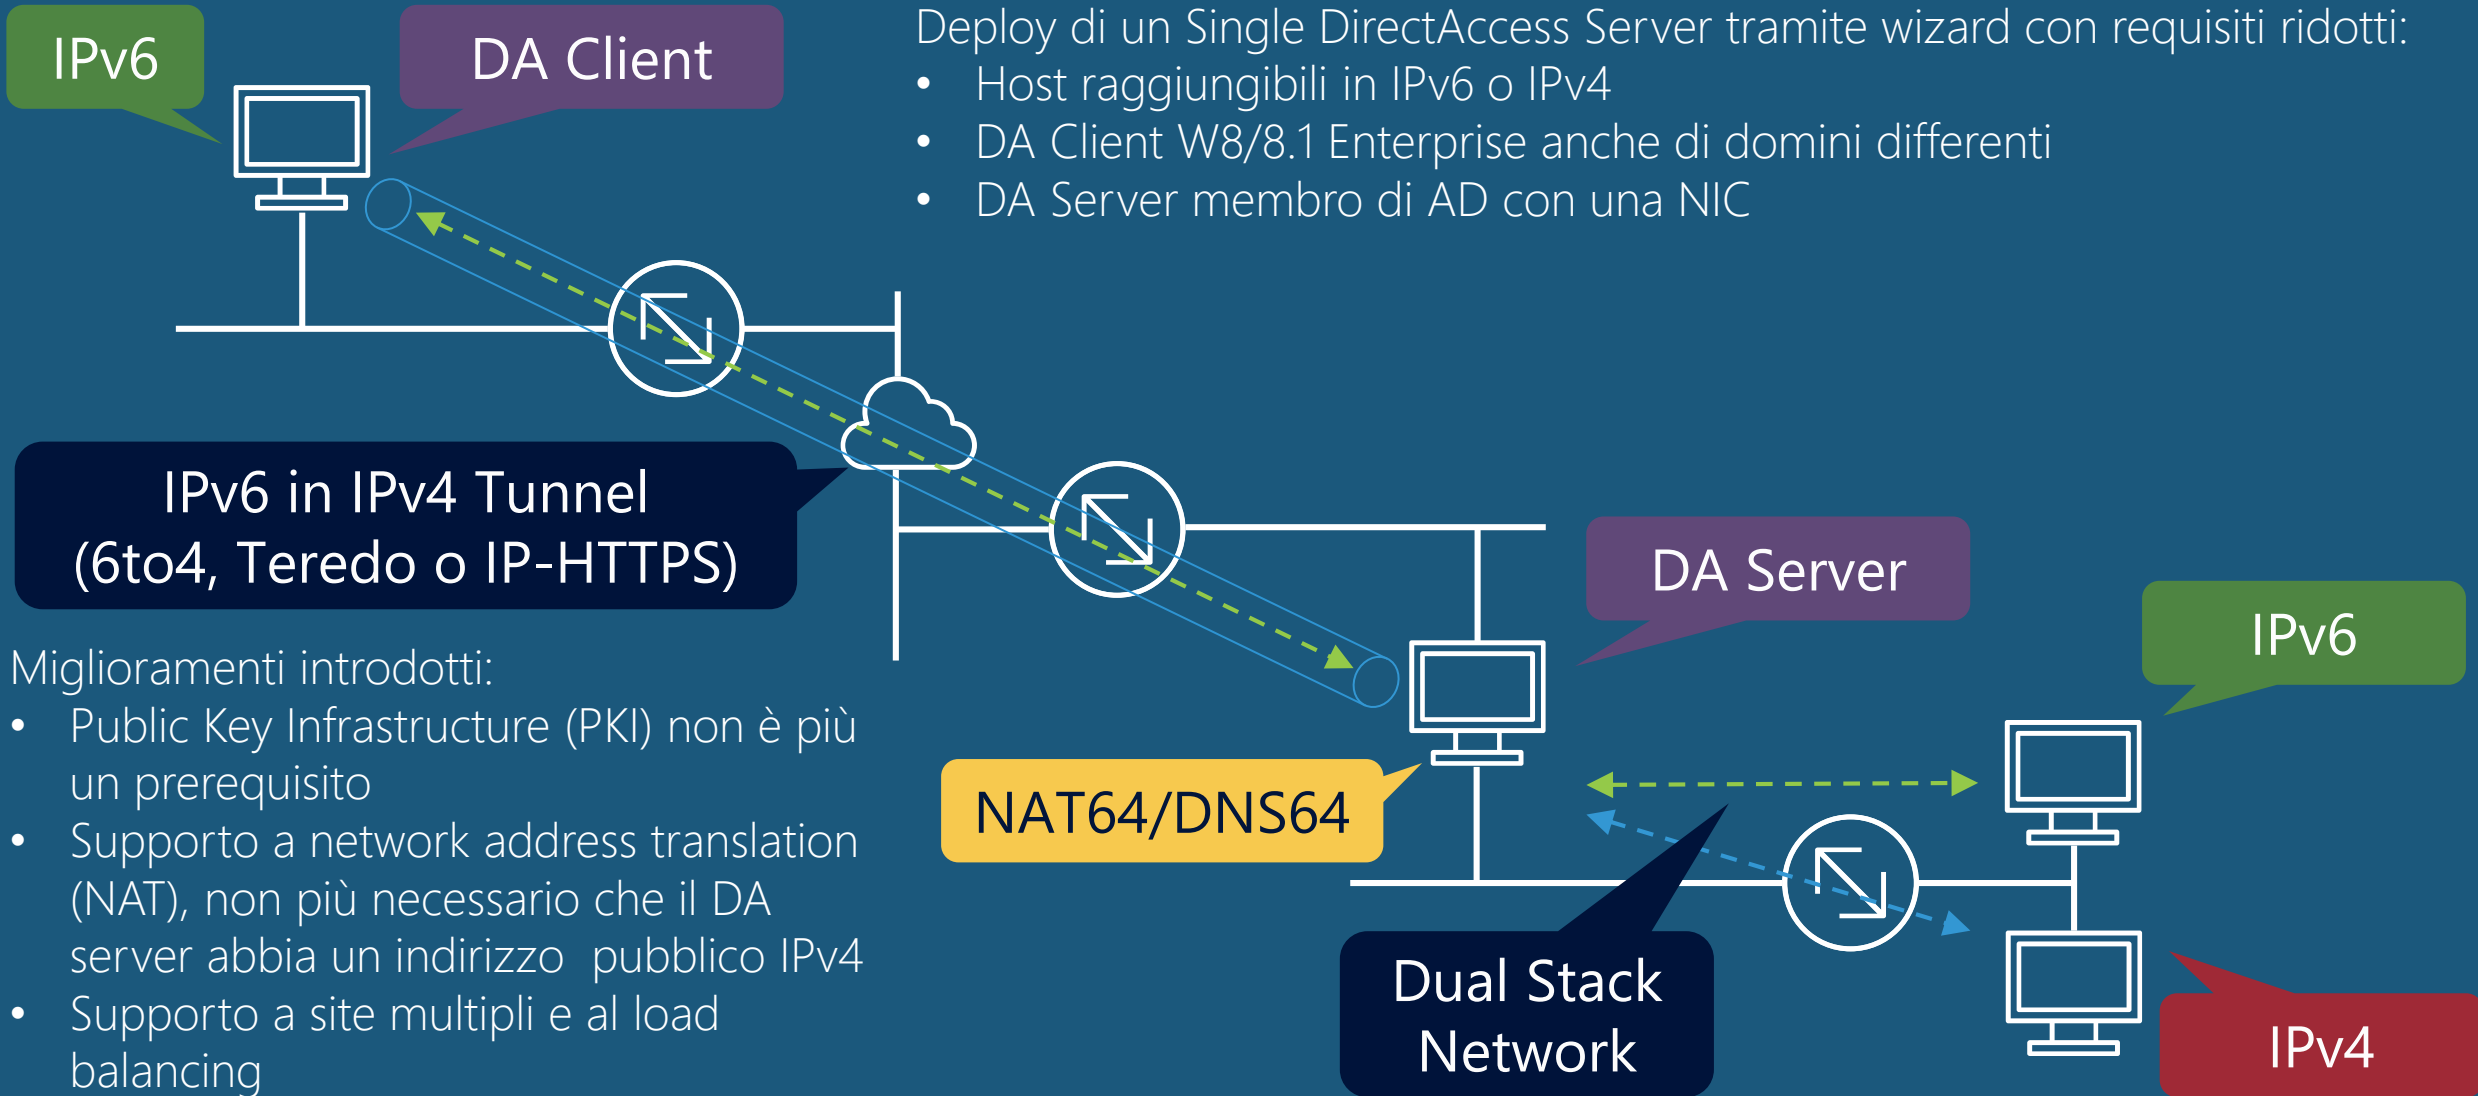 IPv6
DA Client
Deploy di un Single DirectAccess Server tramite wizard con requisiti ridotti:
• Host raggiungibili in IPv6 o IPv4
• DA Client W8/8.1 Enterprise anche di domini differenti
• DA Server membro di AD con una NIC
IPv6 in IPv4 Tunnel
(6to4, Teredo o IP-HTTPS)
DA Server
IPv6
Miglioramenti introdotti:
• Public Key Infrastructure (PKI) non è più
un prerequisito
• Supporto a network address translation
(NAT), non più necessario che il DA
server abbia un indirizzo  pubblico IPv4
• Supporto a site multipli e al load
balancing
NAT64/DNS64
Dual Stack
Network
IPv4